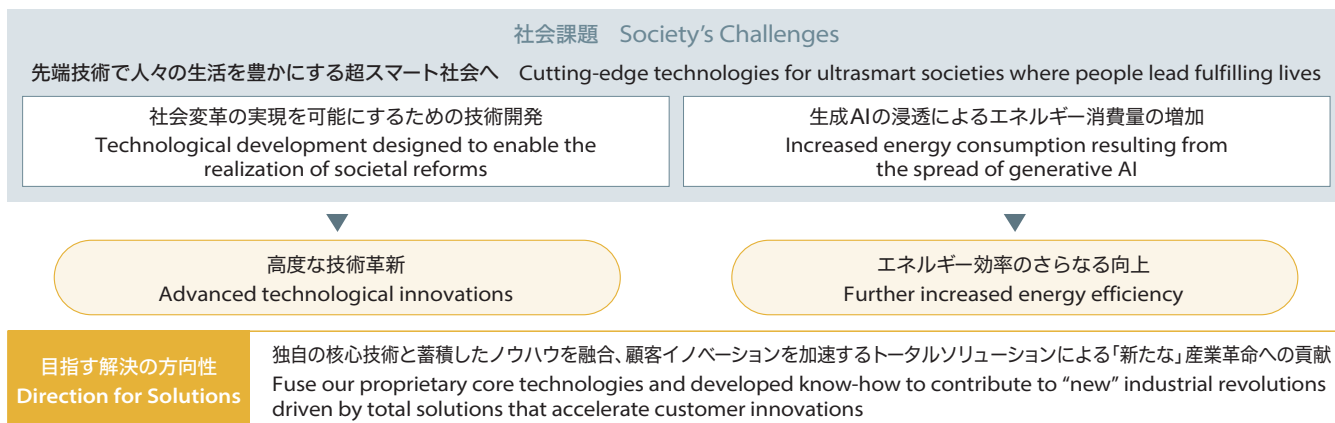 社会課題 Society’s Challenges
先端技術で人々の生活を豊かにする超スマート社会へ Cutting-edge technologies for ultrasmart societies where people lead fulfilling lives
社会変革の実現を可能にするための技術開発
Technological development designed to enable the
realization of societal reforms
生成AIの浸透によるエネルギー消費量の増加
Increased energy consumption resulting from
the spread of generative AI
高度な技術革新
Advanced technological innovations
エネルギー効率のさらなる向上
Further increased energy efficiency
目指す解決の方向性
Direction for Solutions
独自の核心技術と蓄積したノウハウを融合、顧客イノベーションを加速するトータルソリューションによる「新たな」産業革命への貢献
Fuse our proprietary core technologies and developed know-how to contribute to “new” industrial revolutions
driven by total solutions that accelerate customer innovations